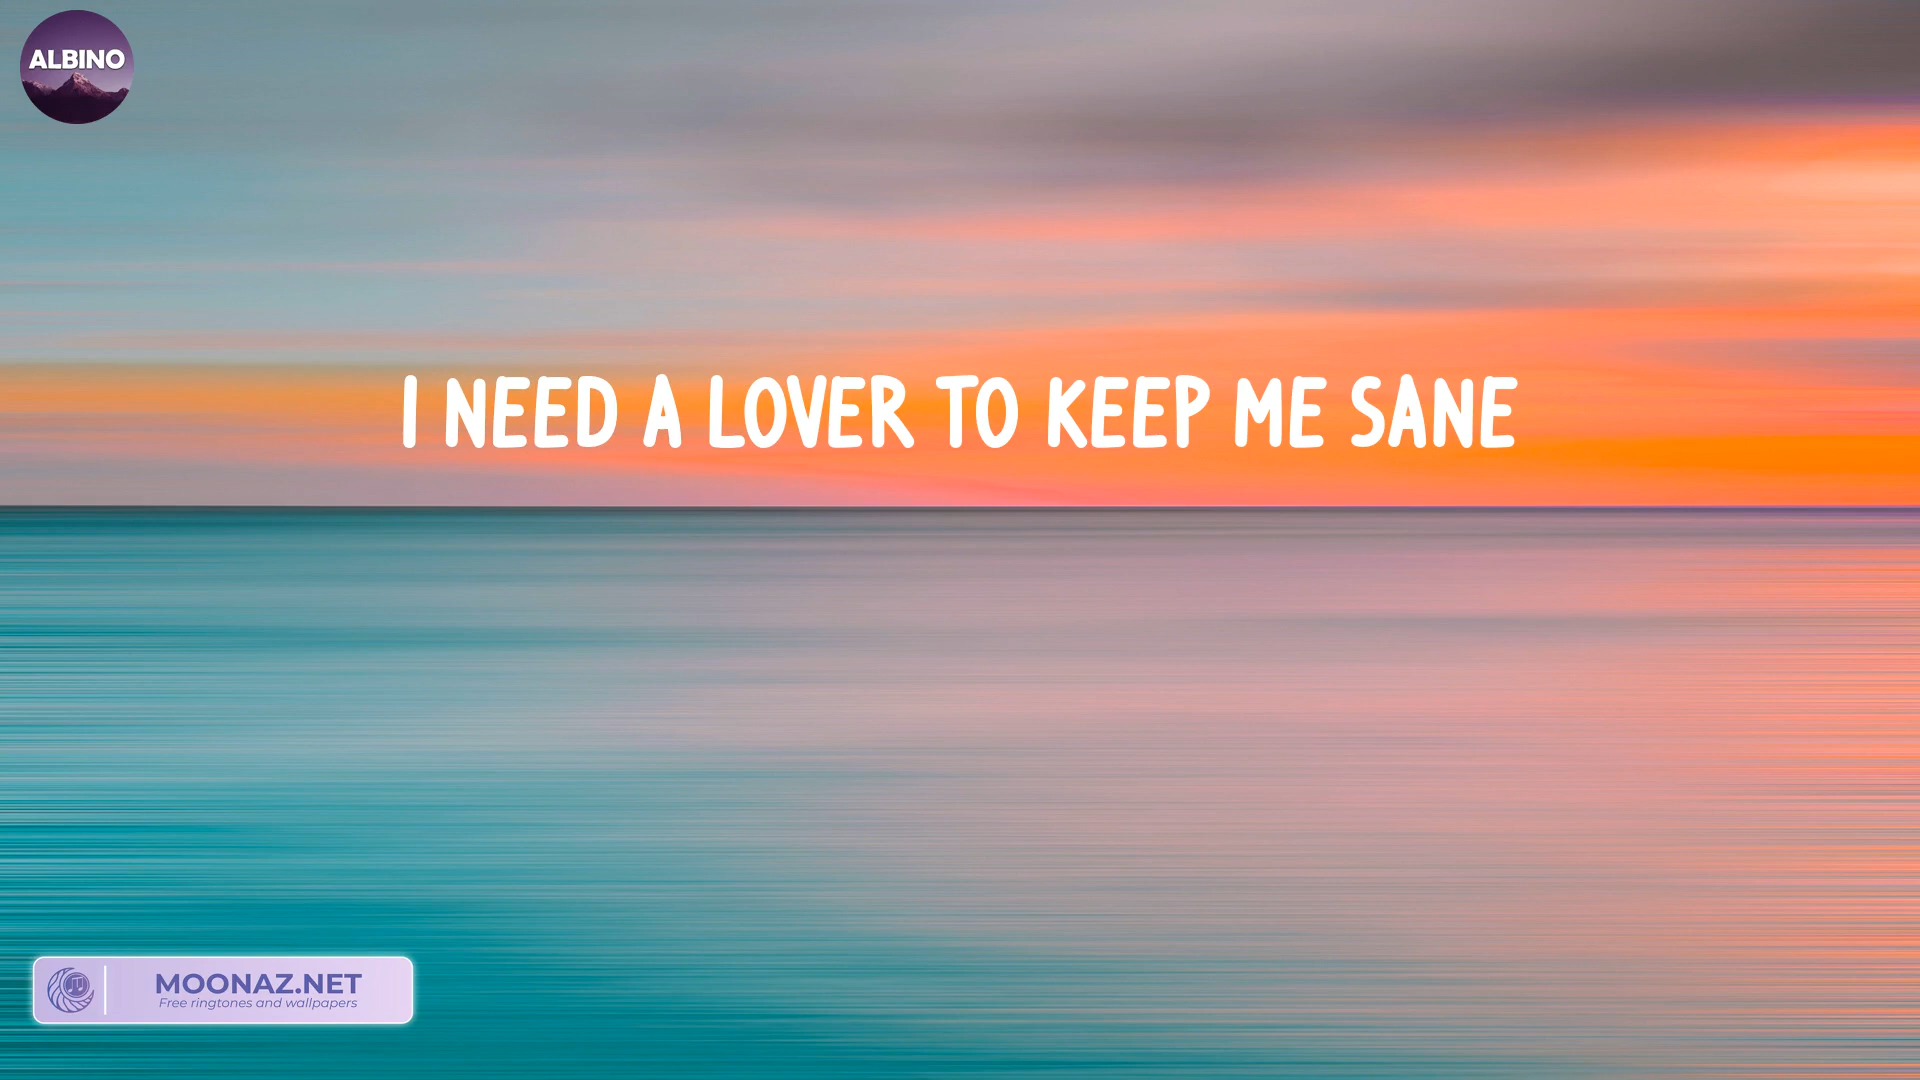 ALBINO
I NEED A LOVER TO KEEP ME SANE
MOONAZ.NET
Free ringtones and wallpapers